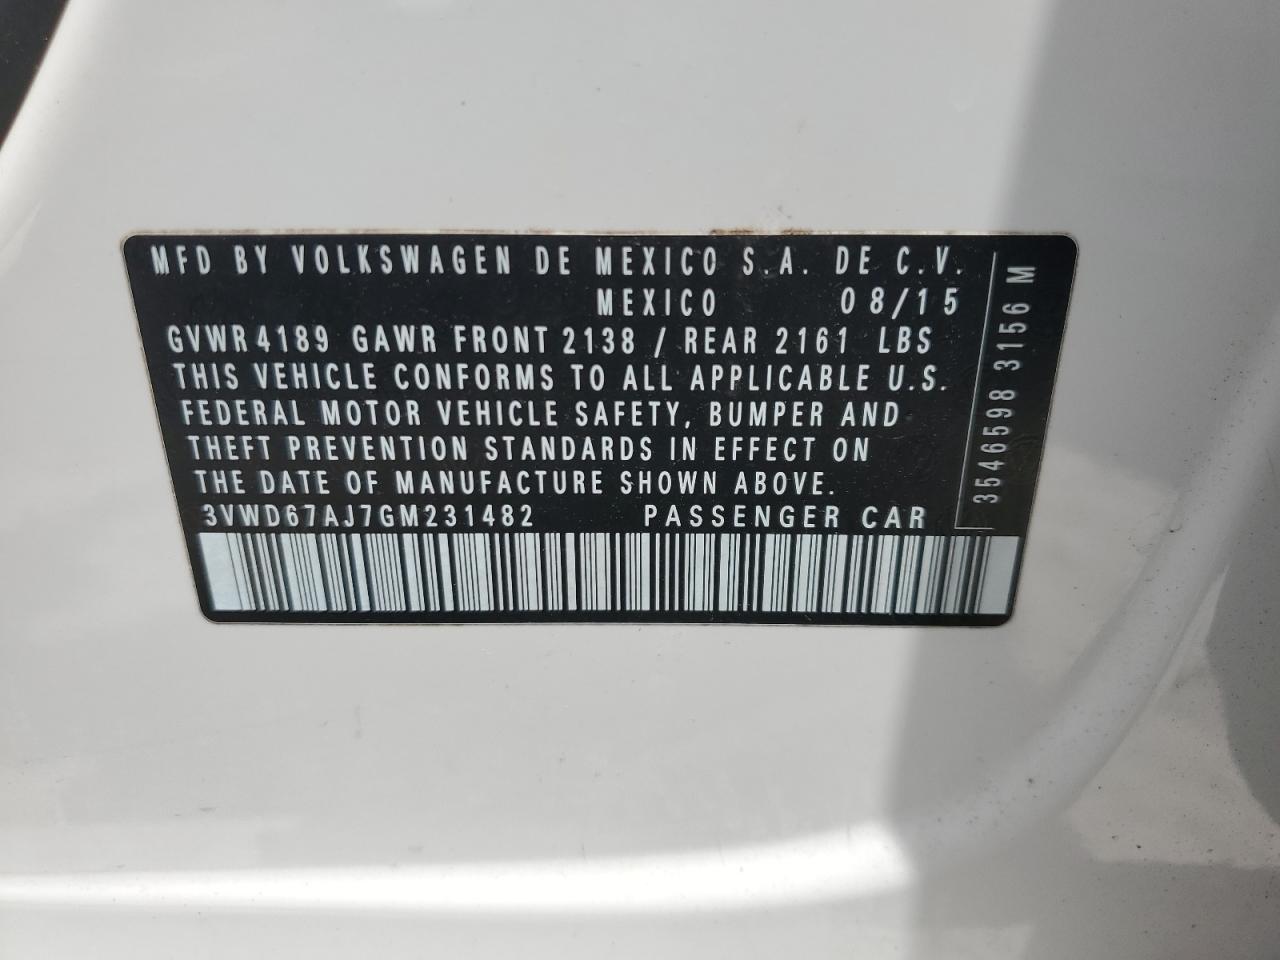 MFD BY VOLKSWAGEN DE MEXICO S.A. DE C.V.
MEXICO 08/15
GVWR 4189 GAWR FRONT 2138 / REAR 2161 LBS
THIS VEHICLE CONFORMS TO ALL APPLICABLE U.S.
FEDERAL MOTOR VEHICLE SAFETY, BUMPER AND
THEFT PREVENTION STANDARDS IN EFFECT ON
THE DATE OF MANUFACTURE SHOWN ABOVE.
3VWD67AJ7GM231482 PASSENGER CAR
3546598 3156 M